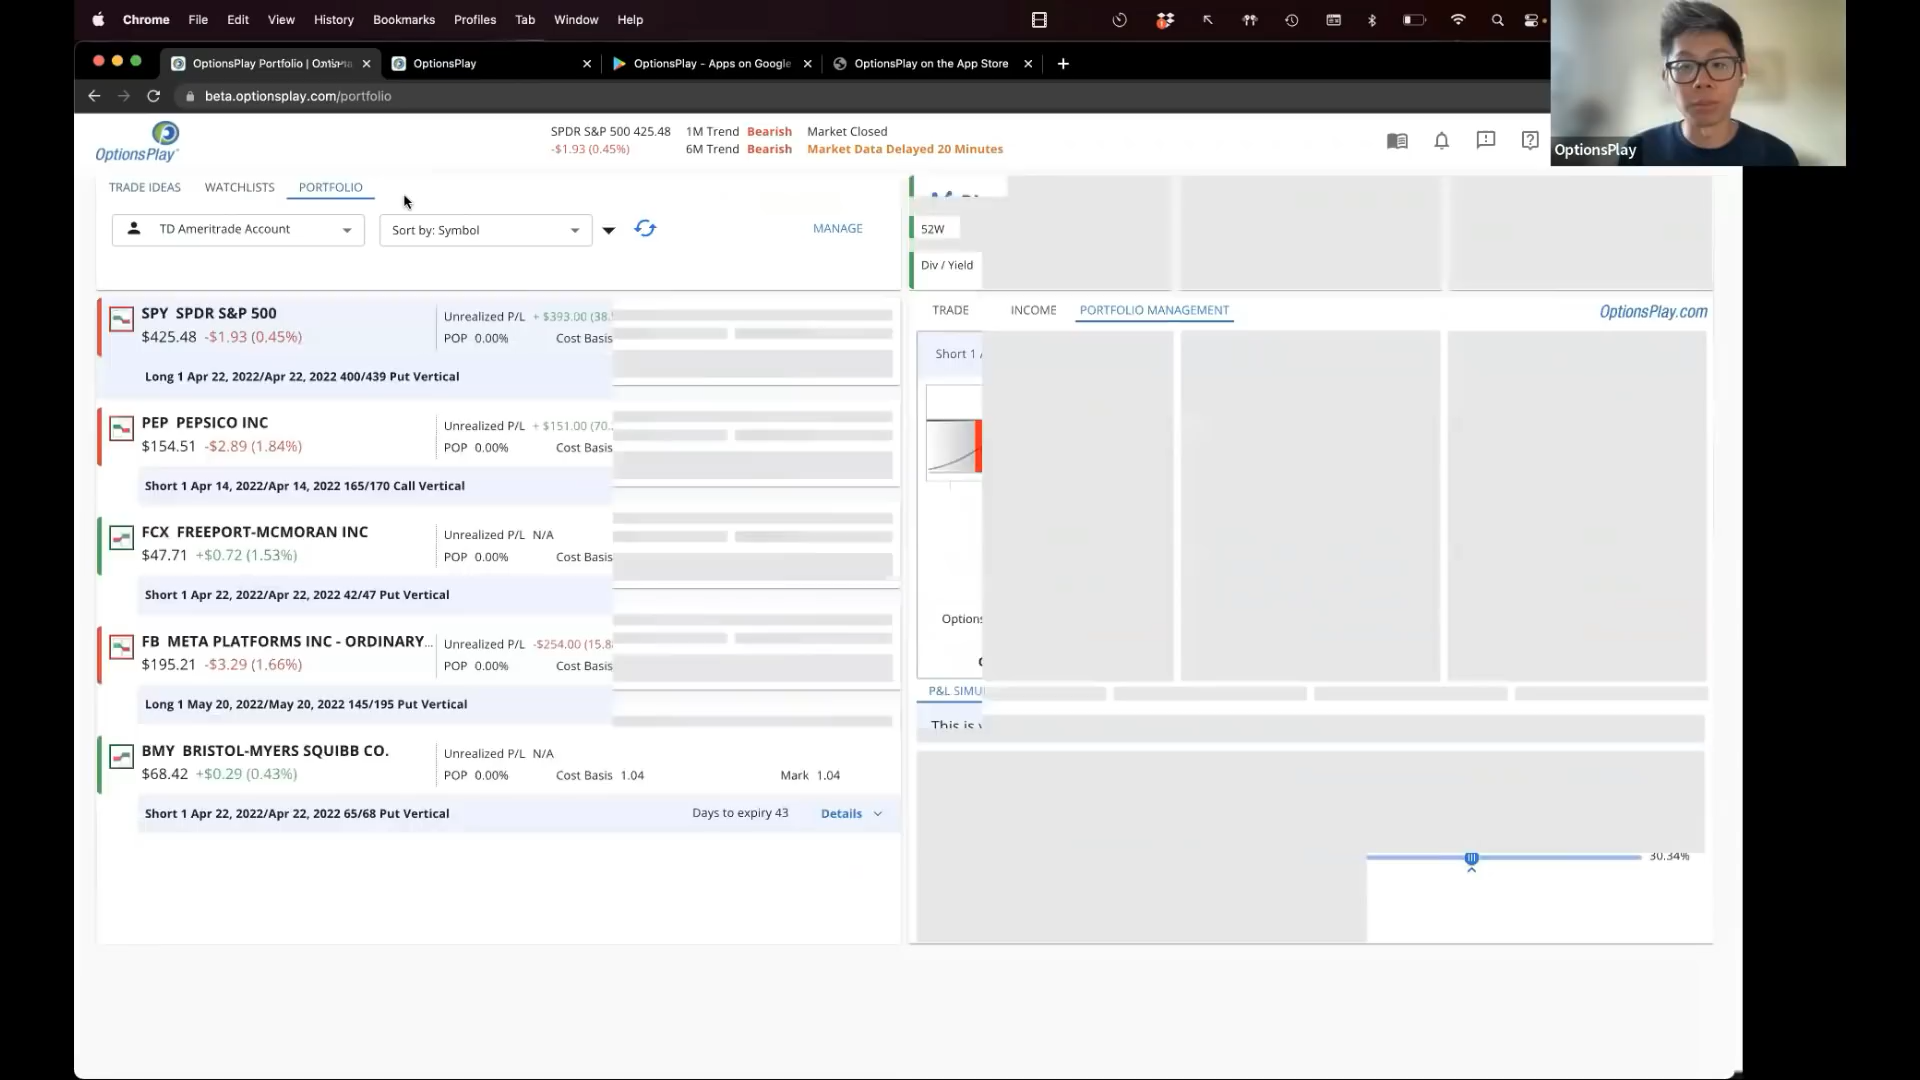 Chrome File Edit View History Bookmarks Profiles Tab Window Help
OptionsPlay Portfolio | OptionsPla
OptionsPlay
OptionsPlay - Apps on Google
OptionsPlay on the App Store
beta.optionsplay.com/portfolio
OptionsPlay
SPDR S&P 500 425.48 1M Trend Bearish Market Closed
-$1.93 (0.45%) 6M Trend Bearish Market Data Delayed 20 Minutes
OptionsPlay
TRADE IDEAS WATCHLISTS PORTFOLIO
TD Ameritrade Account Sort by: Symbol MANAGE
52W
Div / Yield
TRADE INCOME PORTFOLIO MANAGEMENT OptionsPlay.com
SPY SPDR S&P 500
$425.48 -$1.93 (0.45%)
Unrealized P/L + $393.00 (38.
POP 0.00% Cost Basis
Long 1 Apr 22, 2022/Apr 22, 2022 400/439 Put Vertical
PEP PEPSICO INC
$154.51 -$2.89 (1.84%)
Unrealized P/L + $151.00 (70.
POP 0.00% Cost Basis
Short 1 Apr 14, 2022/Apr 14, 2022 165/170 Call Vertical
FCX FREEPORT-MCMORAN INC
$47.71 +$0.72 (1.53%)
Unrealized P/L N/A
POP 0.00% Cost Basis
Short 1 Apr 22, 2022/Apr 22, 2022 42/47 Put Vertical
FB META PLATFORMS INC - ORDINARY...
$195.21 -$3.29 (1.66%)
Unrealized P/L -$254.00 (15.8
POP 0.00% Cost Basis
Long 1 May 20, 2022/May 20, 2022 145/195 Put Vertical
BMY BRISTOL-MYERS SQUIBB CO.
$68.42 +$0.29 (0.43%)
Unrealized P/L N/A
POP 0.00% Cost Basis 1.04 Mark 1.04
Short 1 Apr 22, 2022/Apr 22, 2022 65/68 Put Vertical Days to expiry 43 Details
Short 1
Options
P&L SIMU
This is
30.34%